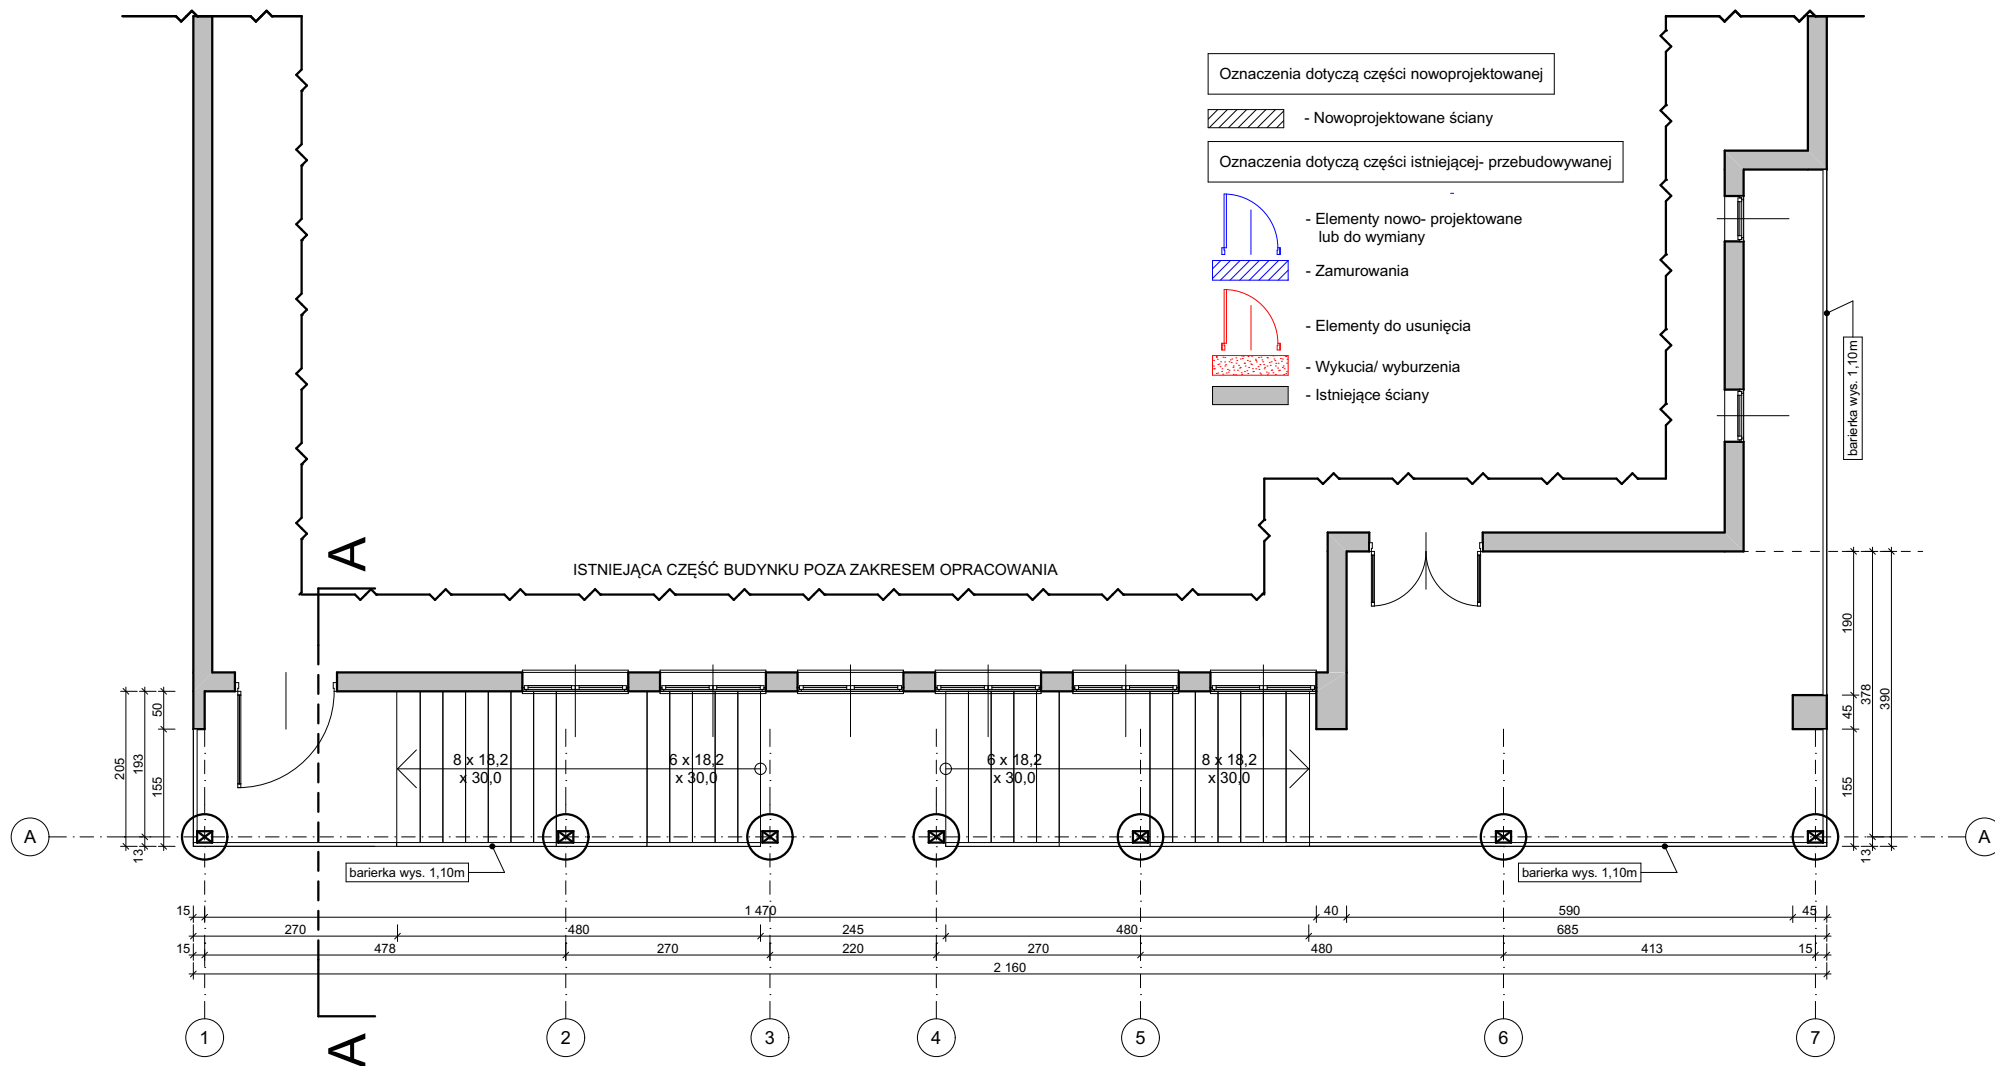 Oznaczenia dotyczą części nowoprojektowanej
- Nowoprojektowane ściany
Oznaczenia dotyczą części istniejącej- przebudowywanej
-
- Elementy nowo- projektowane
lub do wymiany
- Zamurowania
- Elementy do usunięcia
- Wykucia/ wyburzenia
- Istniejące ściany
barierka wys. 1,10m
A
ISTNIEJĄCA CZĘŚĆ BUDYNKU POZA ZAKRESEM OPRACOWANIA
190
45
378
390
155
13
50
155
193
205
13
8 x 18,2
x 30,0
6 x 18,2
x 30,0
6 x 18,2
x 30,0
8 x 18,2
x 30,0
A
A
barierka wys. 1,10m
barierka wys. 1,10m
15 1 470 40 590 45
270 480 245 480 685
15 478 270 220 270 480 413 15
2 160
1 2 3 4 5 6 7
A